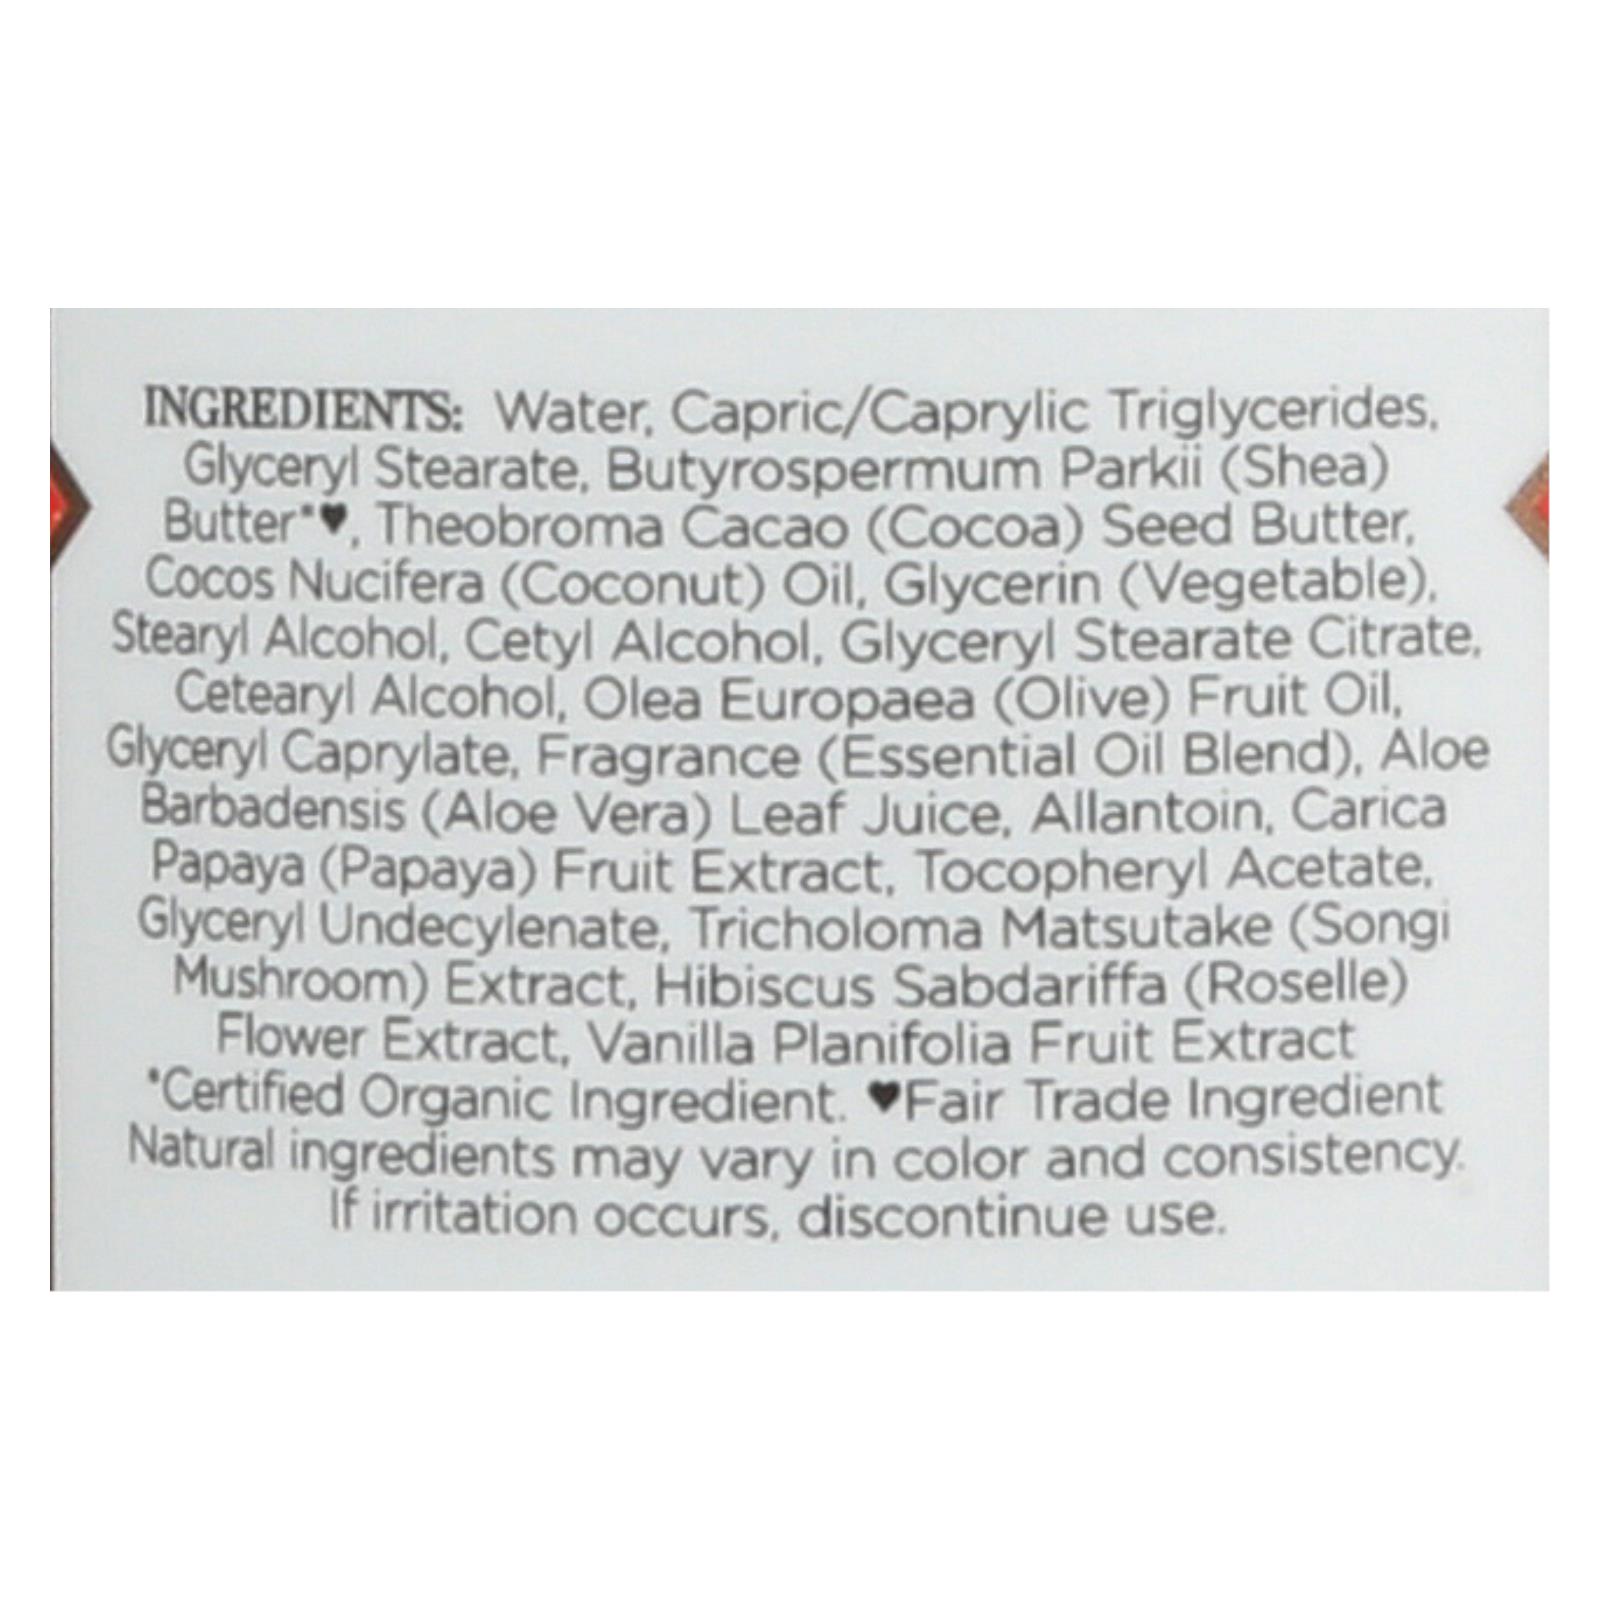 INGREDIENTS: Water, Capric/Caprylic Triglycerides,
Glyceryl Stearate, Butyrospermum Parkii (Shea)
Butter*♥, Theobroma Cacao (Cocoa) Seed Butter,
Cocos Nucifera (Coconut) Oil, Glycerin (Vegetable),
Stearyl Alcohol, Cetyl Alcohol, Glyceryl Stearate Citrate,
Cetearyl Alcohol, Olea Europaea (Olive) Fruit Oil,
Glyceryl Caprylate, Fragrance (Essential Oil Blend), Aloe
Barbadensis (Aloe Vera) Leaf Juice, Allantoin, Carica
Papaya (Papaya) Fruit Extract, Tocopheryl Acetate,
Glyceryl Undecylenate, Tricholoma Matsutake (Songi
Mushroom) Extract, Hibiscus Sabdariffa (Roselle)
Flower Extract, Vanilla Planifolia Fruit Extract
*Certified Organic Ingredient. ♥Fair Trade Ingredient
Natural ingredients may vary in color and consistency.
If irritation occurs, discontinue use.